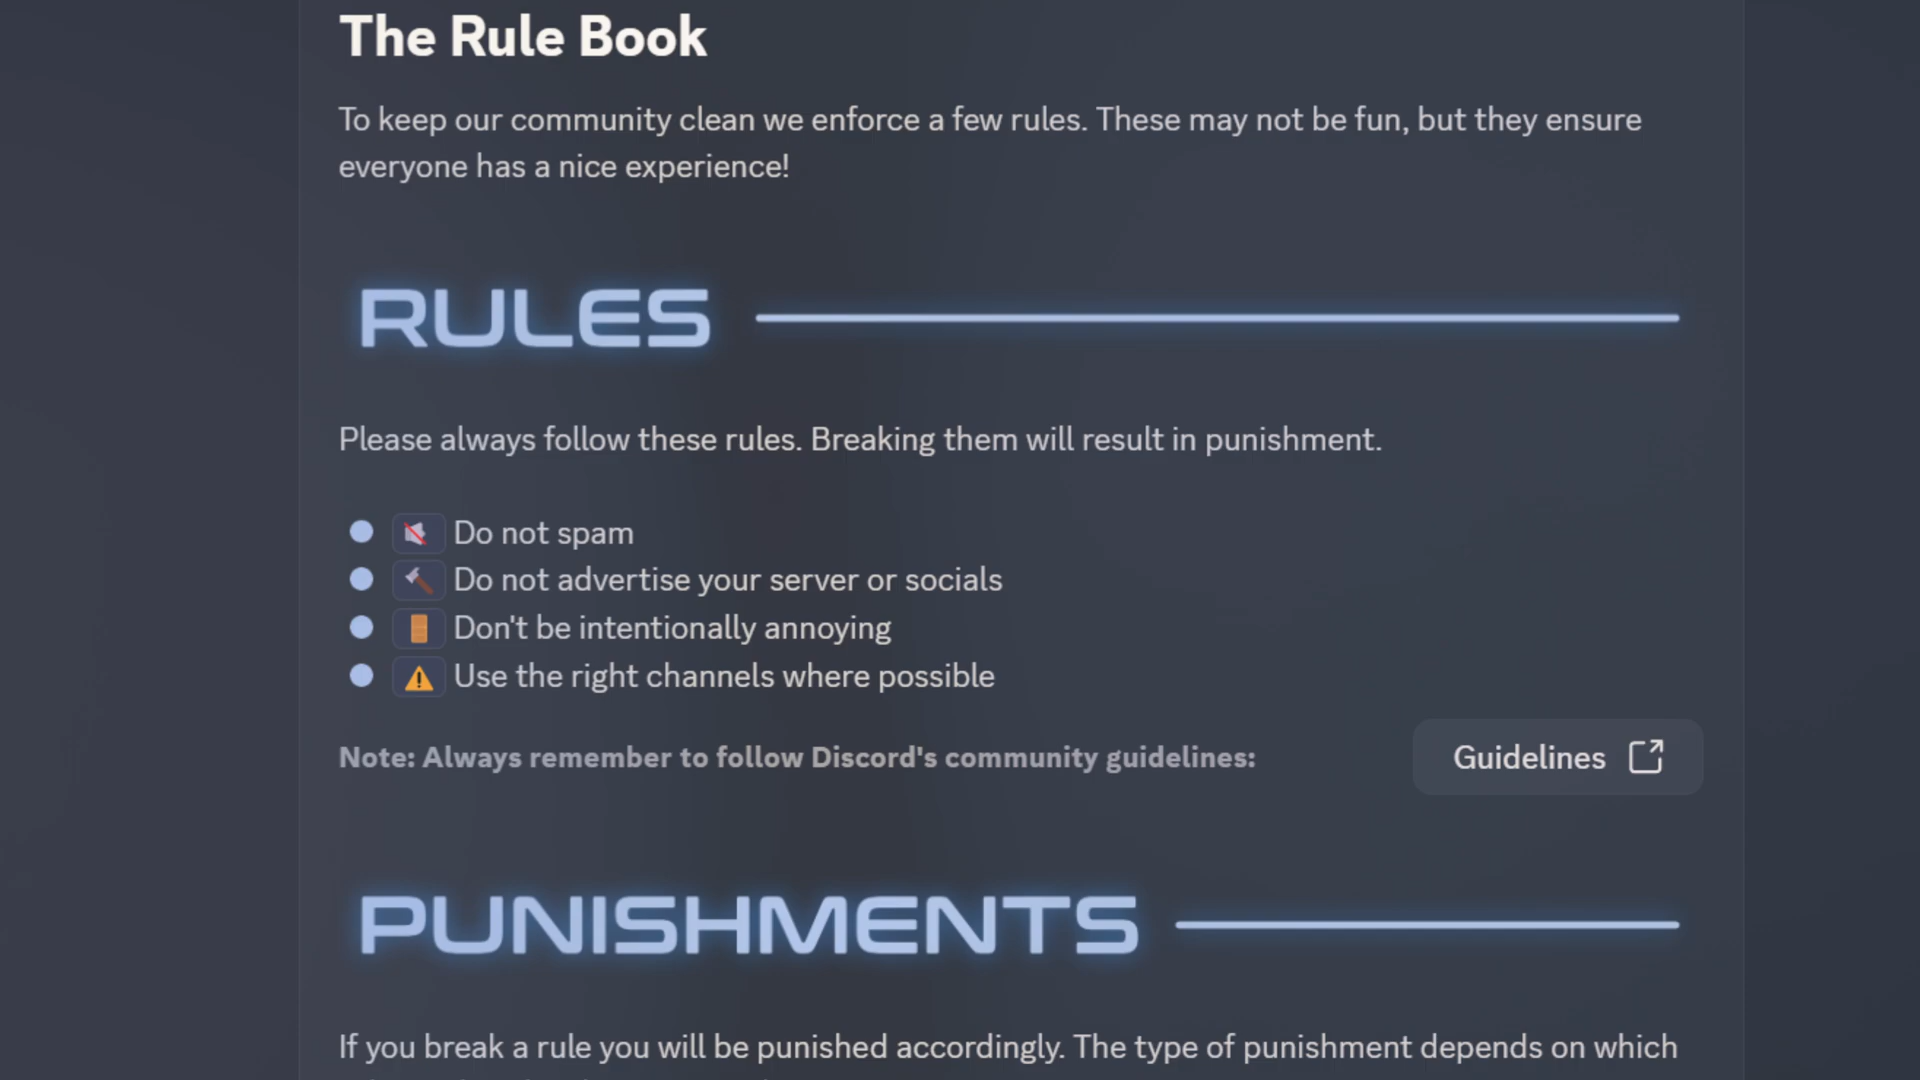 The Rule Book
To keep our community clean we enforce a few rules. These may not be fun, but they ensure
everyone has a nice experience!
RULES
Please always follow these rules. Breaking them will result in punishment.
Do not spam
Do not advertise your server or socials
Don't be intentionally annoying
Use the right channels where possible
Note: Always remember to follow Discord's community guidelines:
Guidelines
PUNISHMENTS
If you break a rule you will be punished accordingly. The type of punishment depends on which